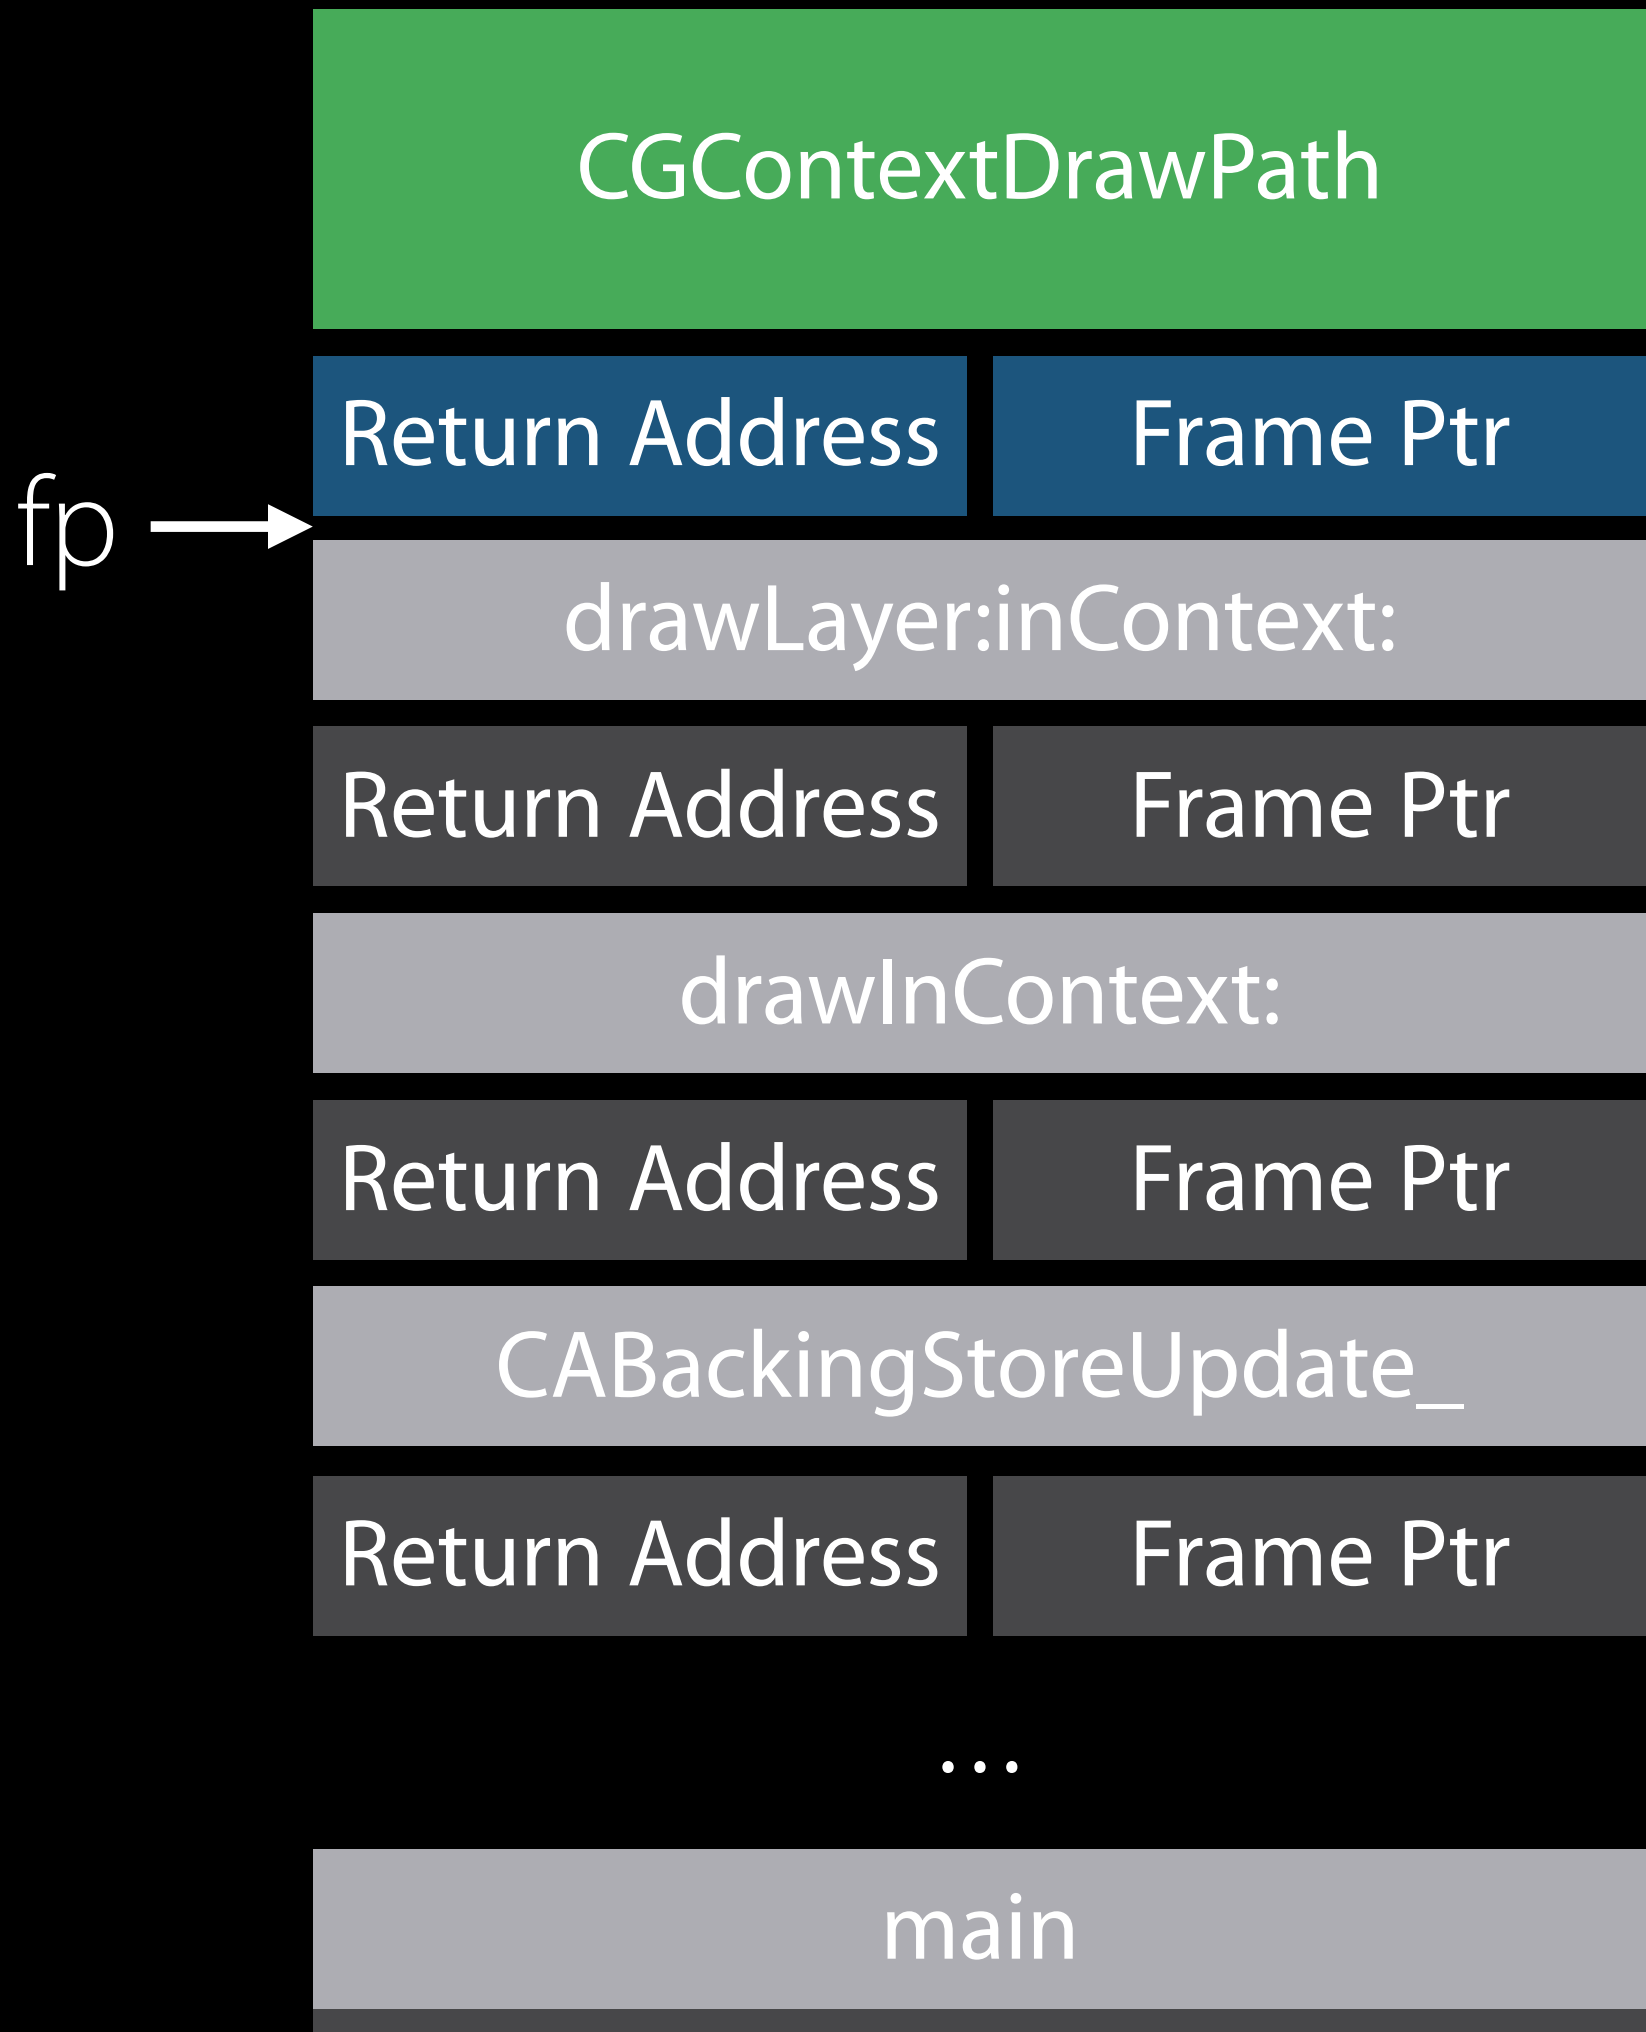 CGContextDrawPath
Return Address Frame Ptr
fp
drawLayer:inContext:
Return Address Frame Ptr
drawInContext:
Return Address Frame Ptr
CABackingStoreUpdate_
Return Address Frame Ptr
...
main